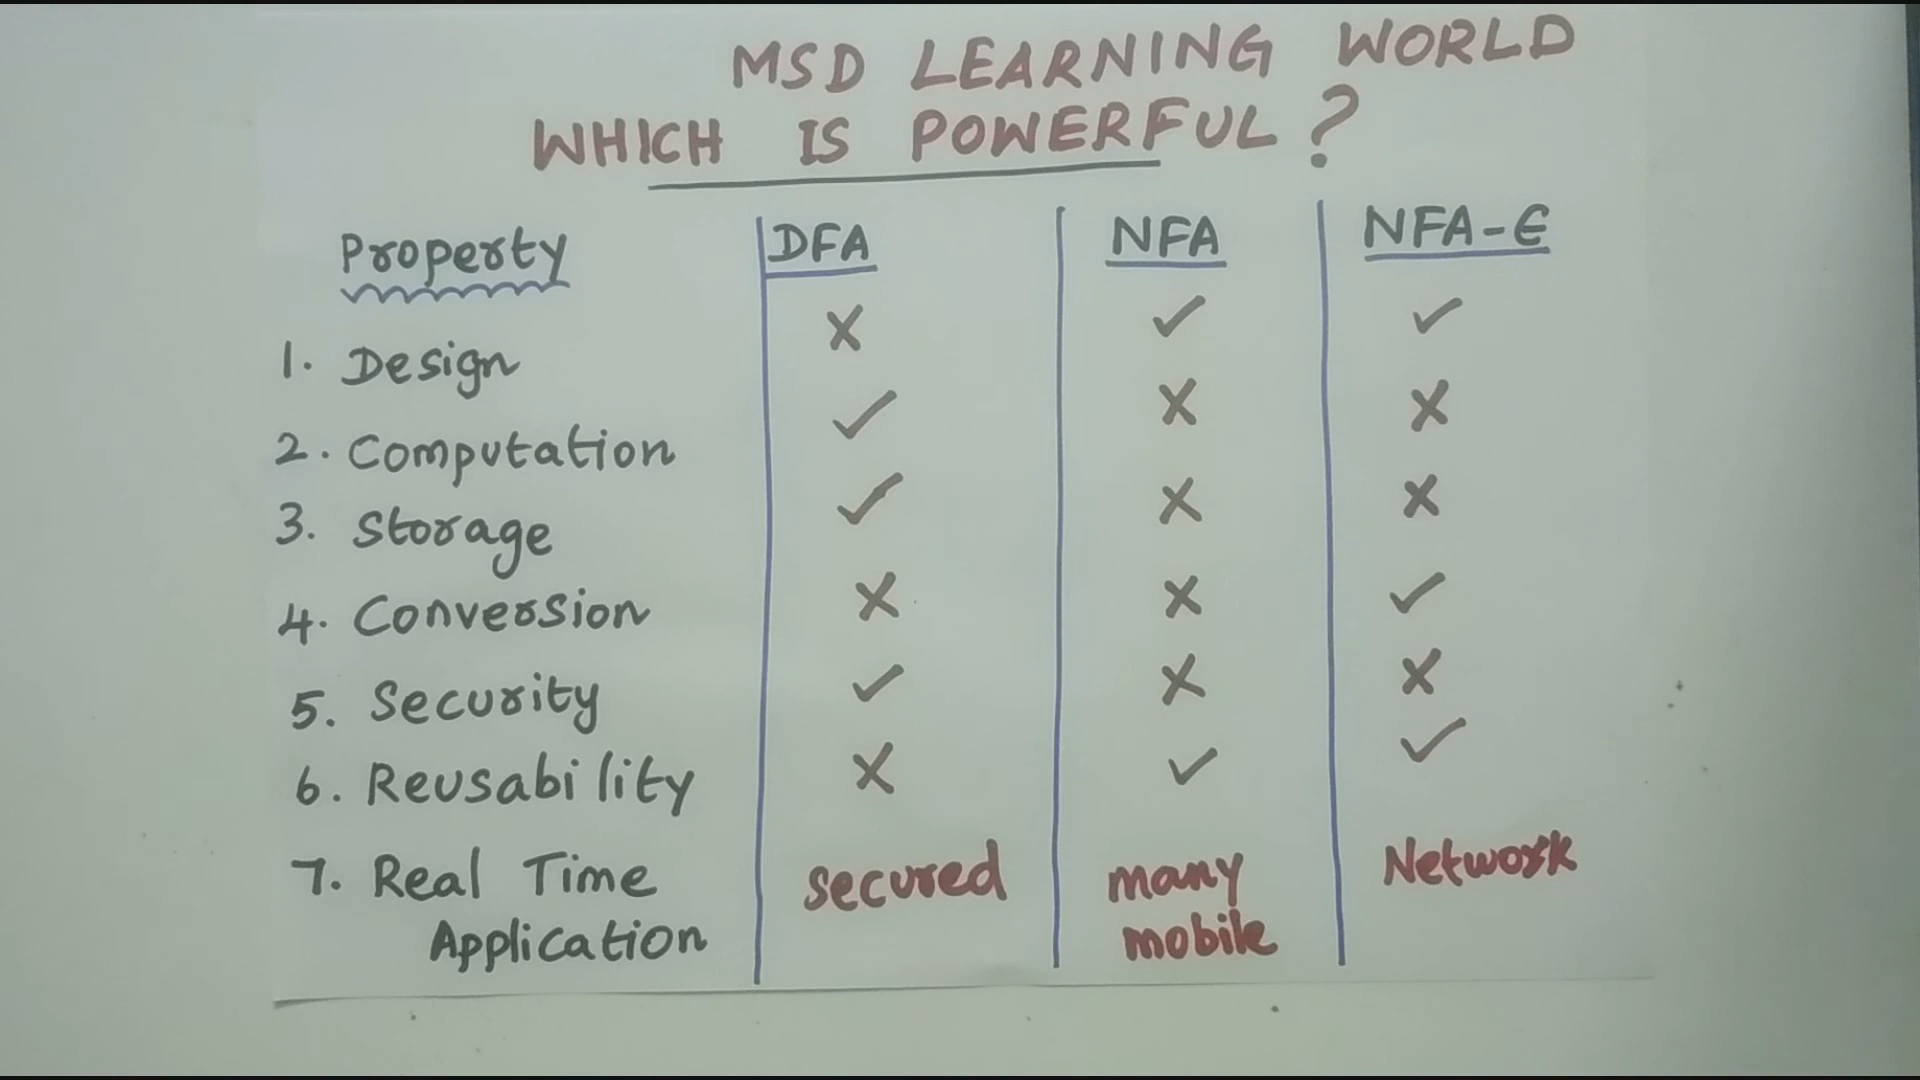 MSD LEARNING WORLD
WHICH IS POWERFUL?
Property DFA NFA NFA-ϵ
1. Design X ✓ ✓
2. Computation ✓ X X
3. Storage ✓ X X
4. Conversion X X ✓
5. Security ✓ X X
6. Reusability X ✓ ✓
7. Real Time secured many Network
Application mobile